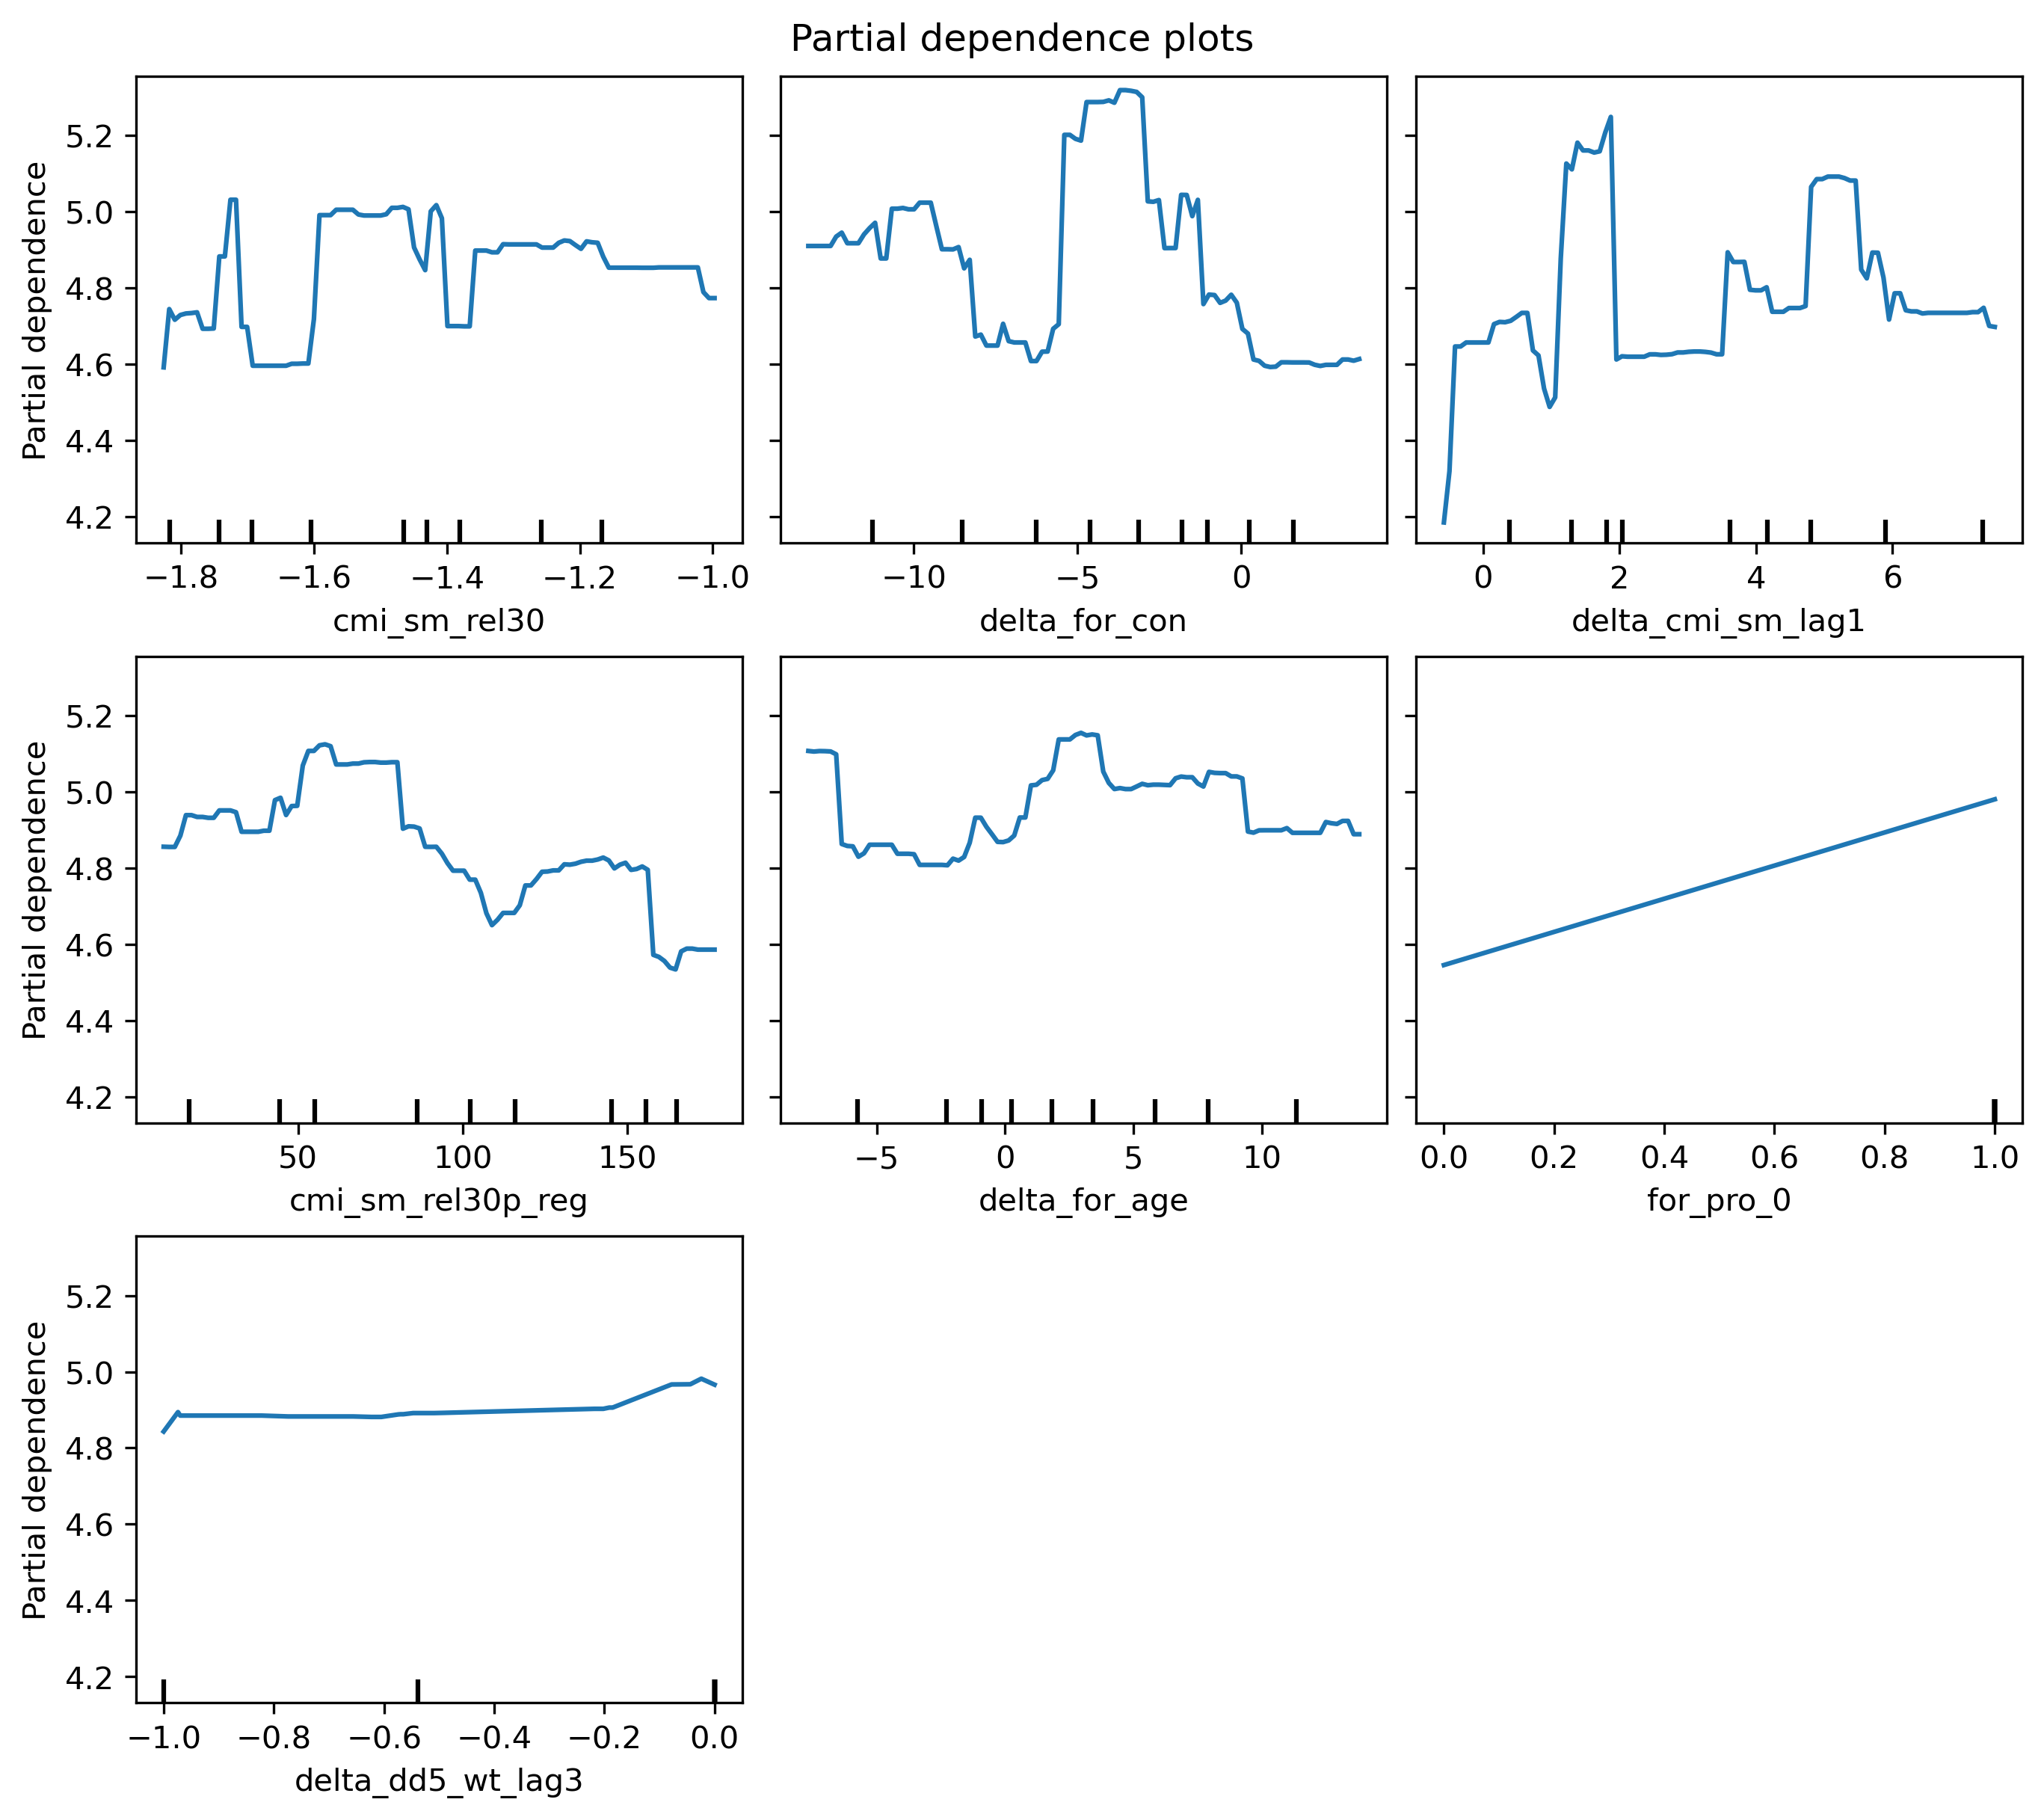 Partial dependence plots
Partial dependence
5.2
5.0
4.8
4.6
4.4
4.2
−1.8 −1.6 −1.4 −1.2 −1.0
cmi_sm_rel30
−10 −5 0
delta_for_con
0 2 4 6
delta_cmi_sm_lag1
Partial dependence
5.2
5.0
4.8
4.6
4.4
4.2
50 100 150
cmi_sm_rel30p_reg
−5 0 5 10
delta_for_age
0.0 0.2 0.4 0.6 0.8 1.0
for_pro_0
Partial dependence
5.2
5.0
4.8
4.6
4.4
4.2
−1.0 −0.8 −0.6 −0.4 −0.2 0.0
delta_dd5_wt_lag3